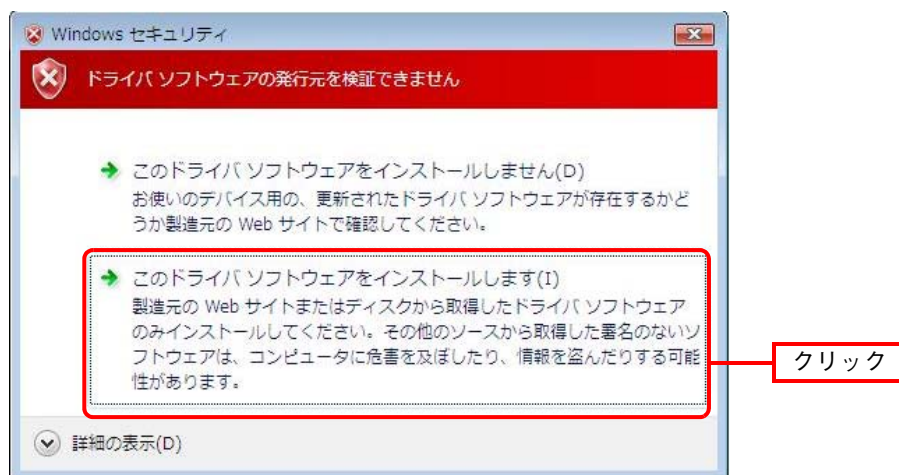 Windows セキュリティ
ドライバ ソフトウェアの発行元を検証できません
このドライバ ソフトウェアをインストールしません(D)
お使いのデバイス用の、更新されたドライバ ソフトウェアが存在するかど
うか製造元の Web サイトで確認してください。
このドライバ ソフトウェアをインストールします(I)
製造元の Web サイトまたはディスクから取得したドライバ ソフトウェア
のみインストールしてください。その他のソースから取得した署名のないソ
フトウェアは、コンピュータに危害を及ぼしたり、情報を盗んだりする可能
性があります。
クリック
詳細の表示(D)